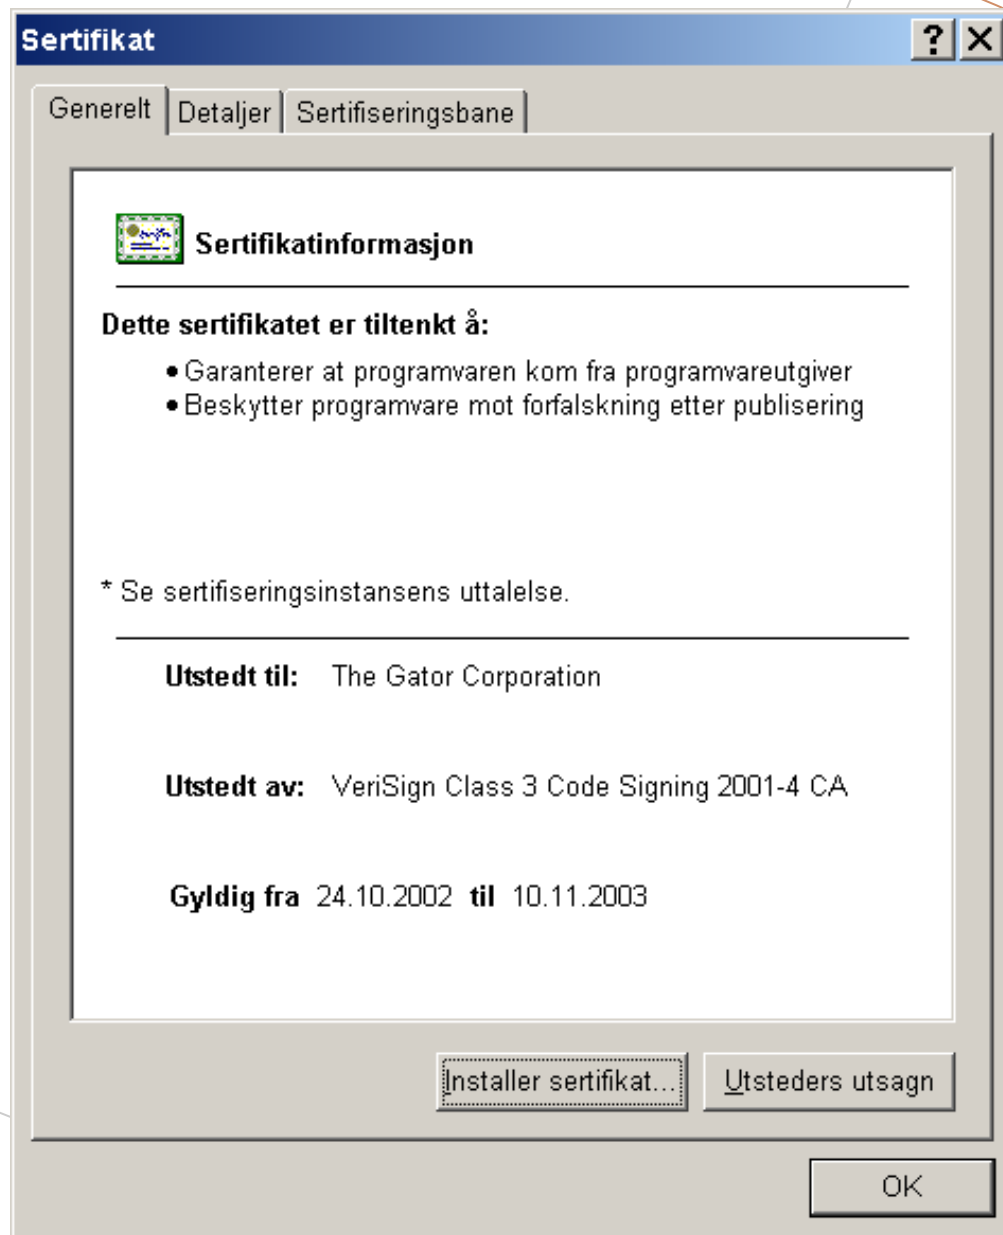 Sertifikat
Generelt Detaljer Sertifiseringsbane
Sertifikatinformasjon
Dette sertifikatet er tiltenkt å:
• Garanterer at programvaren kom fra programvareutgiver
• Beskytter programvare mot forfalskning etter publisering
* Se sertifiseringsinstansens uttalelse.
Utstedt til: The Gator Corporation
Utstedt av: VeriSign Class 3 Code Signing 2001-4 CA
Gyldig fra 24.10.2002 til 10.11.2003
Installer sertifikat... Utsteders utsagn
OK